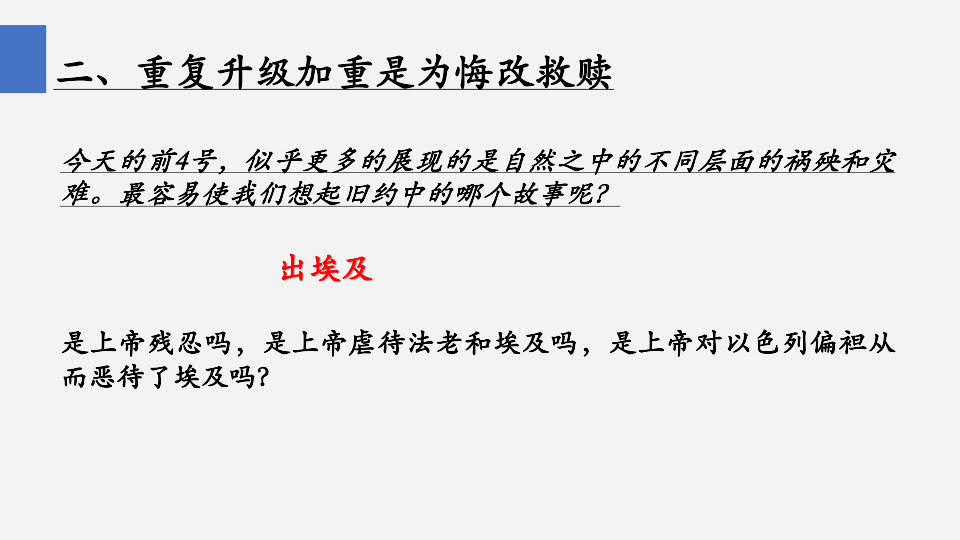 二、重复升级加重是为悔改救赎
今天的前4号，似乎更多的展现的是自然之中的不同层面的祸殃和灾
难。最容易使我们想起旧约中的哪个故事呢？
出埃及
是上帝残忍吗，是上帝虐待法老和埃及吗，是上帝对以色列偏袒从
而恶待了埃及吗？